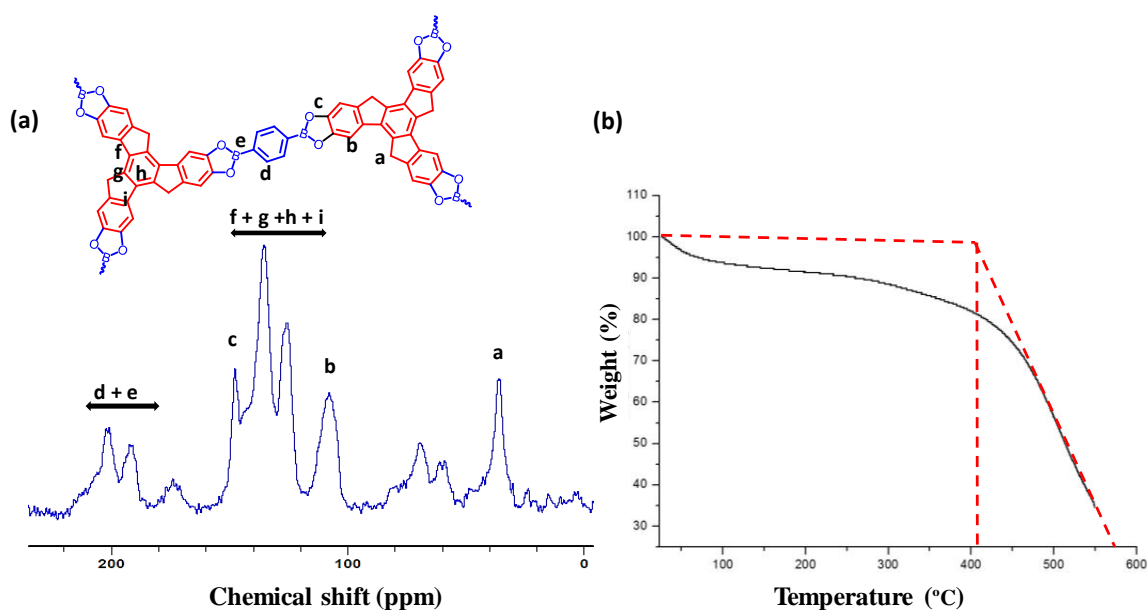 (a)
B
O
O
B
O
O
B
O
O
c
O
B
O
b
a
e
B
d
O
B
O
f
g
h
i
O
O
B
O
O
B
f + g +h + i
c
d + e
b
a
200
100
0
Chemical shift (ppm)
(b)
110
100
90
80
70
60
50
40
30
Weight (%)
100
200
300
400
500
600
Temperature (ºC)